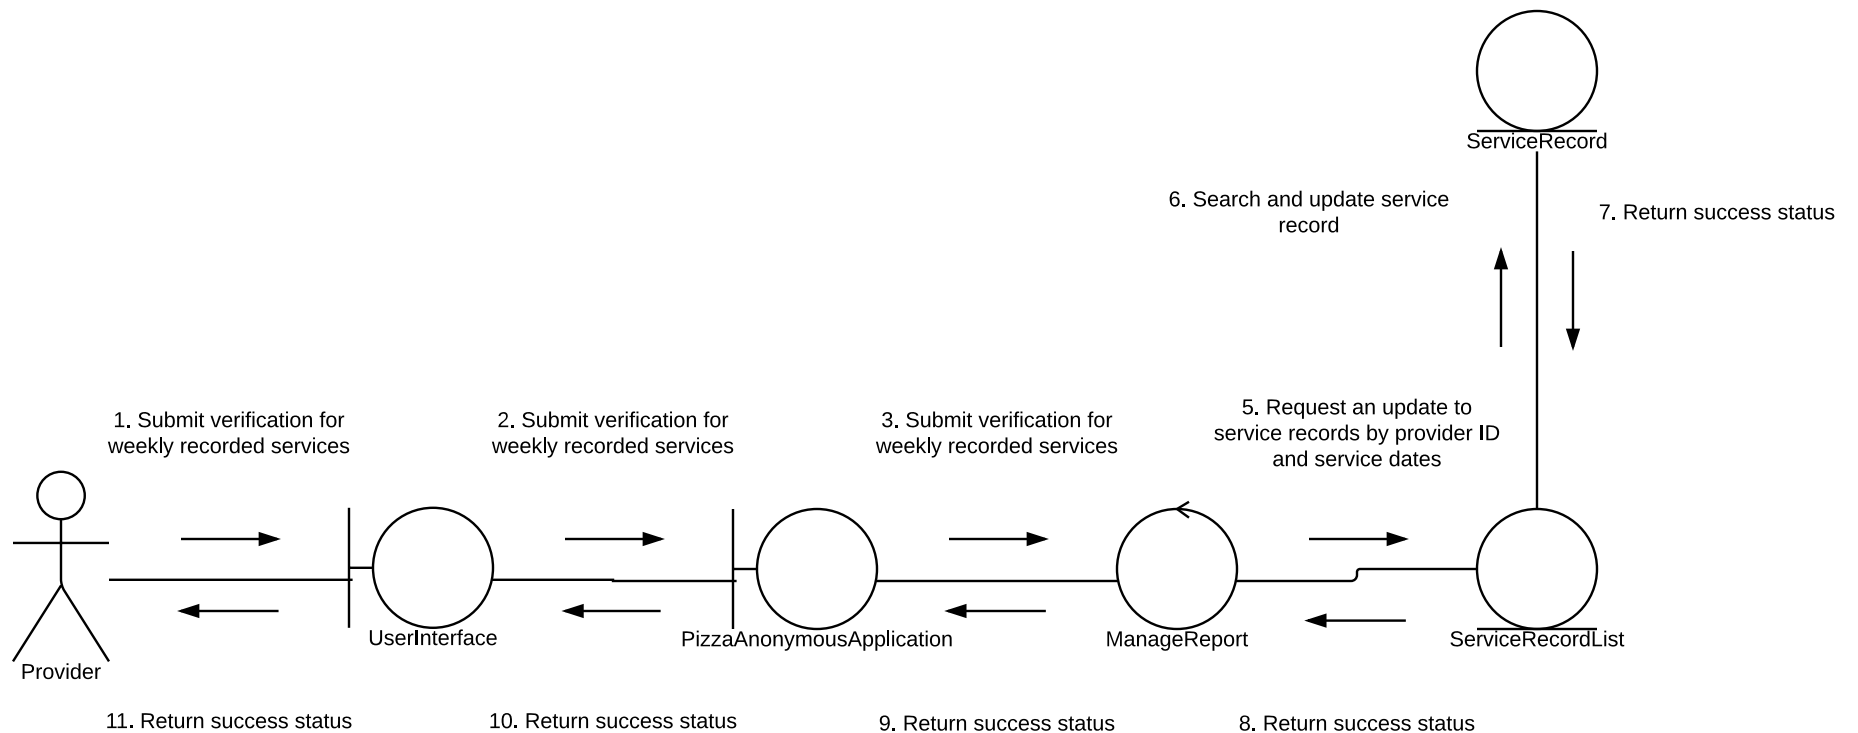 ServiceRecord
6. Search and update service
record
7. Return success status
1. Submit verification for
weekly recorded services
2. Submit verification for
weekly recorded services
3. Submit verification for
weekly recorded services
5. Request an update to
service records by provider ID
and service dates
Provider
UserInterface
PizzaAnonymousApplication
ManageReport
ServiceRecordList
11. Return success status
10. Return success status
9. Return success status
8. Return success status